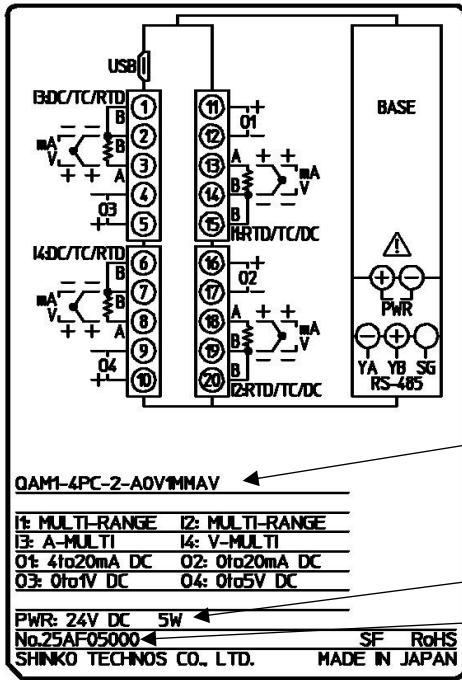 USB
I3:DC/TC/RTD
1
B
mA
V
2
B
3
A
4
O3
5
I4:DC/TC/RTD
6
B
mA
V
7
B
8
A
9
O4
10
11
O1
12
13
A
mA
V
14
B
15
B
I1:RTD/TC/DC
16
O2
17
18
A
mA
V
19
B
20
B
I2:RTD/TC/DC
BASE
+ −
PWR
− +
YA YB SG
RS-485
QAM1-4PC-2-A0V1MMAV
I1: MULTI-RANGE I2: MULTI-RANGE
I3: A-MULTI I4: V-MULTI
O1: 4to20mA DC O2: 0to20mA DC
O3: 0to1V DC O4: 0to5V DC
PWR: 24V DC 5W
No.25AF05000 SF RoHS
SHINKO TECHNOS CO., LTD. MADE IN JAPAN